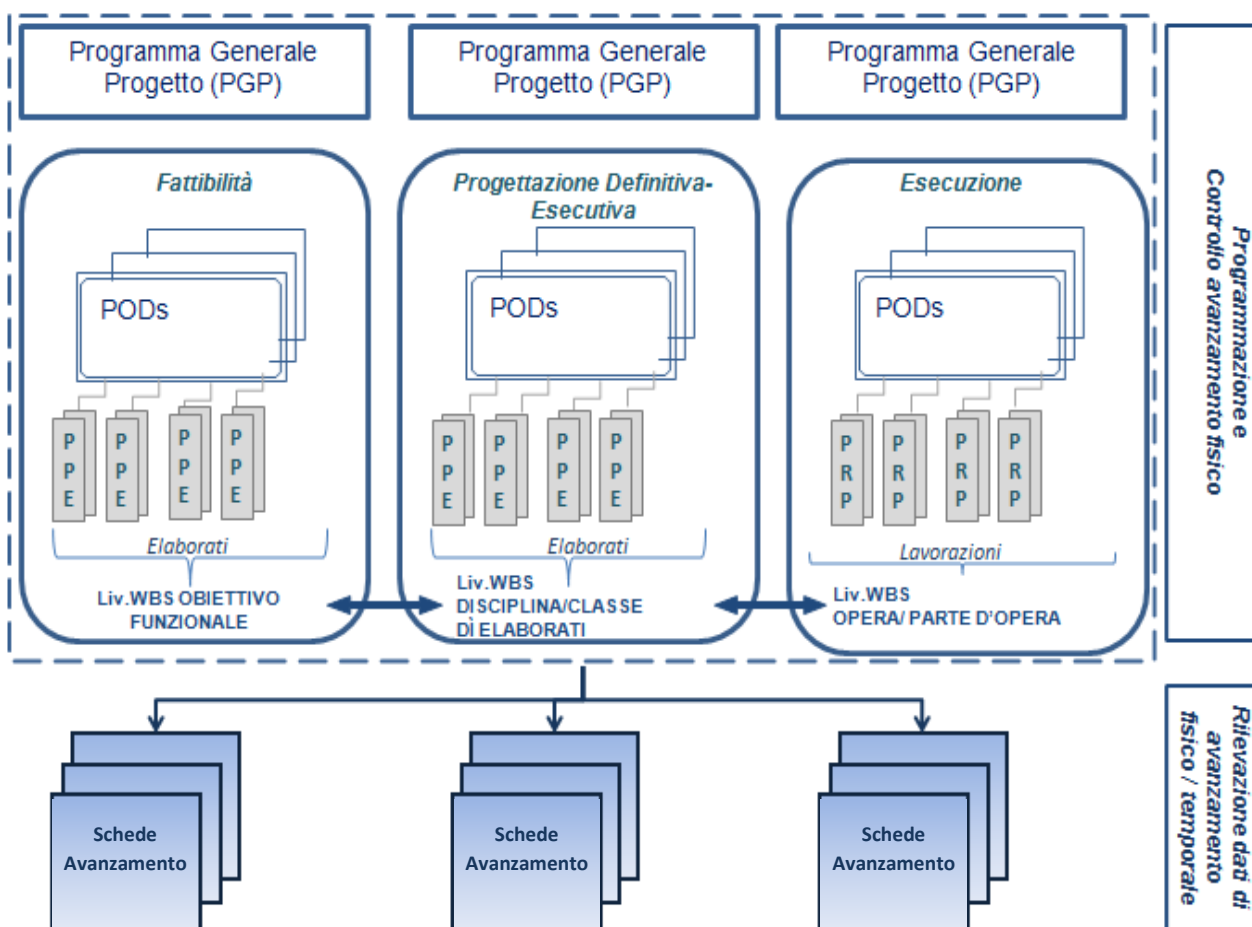 Programma Generale
Progetto (PGP)
Programma Generale
Progetto (PGP)
Programma Generale
Progetto (PGP)
Fattibilità
PODs
P P E
P P E
P P E
P P E
Elaborati
Liv.WBS OBIETTIVO
FUNZIONALE
Progettazione Definitiva-
Esecutiva
PODs
P P E
P P E
P P E
P P E
Elaborati
Liv.WBS
DISCIPLINA/CLASSE
DÌ ELABORATI
Esecuzione
PODs
P R P
P R P
P R P
P R P
Lavorazioni
Liv.WBS
OPERA/ PARTE D'OPERA
Programmazione e
Controllo avanzamento fisico
Schede
Avanzamento
Schede
Avanzamento
Schede
Avanzamento
Rilevazione dati di
avanzamento
fisico / temporale